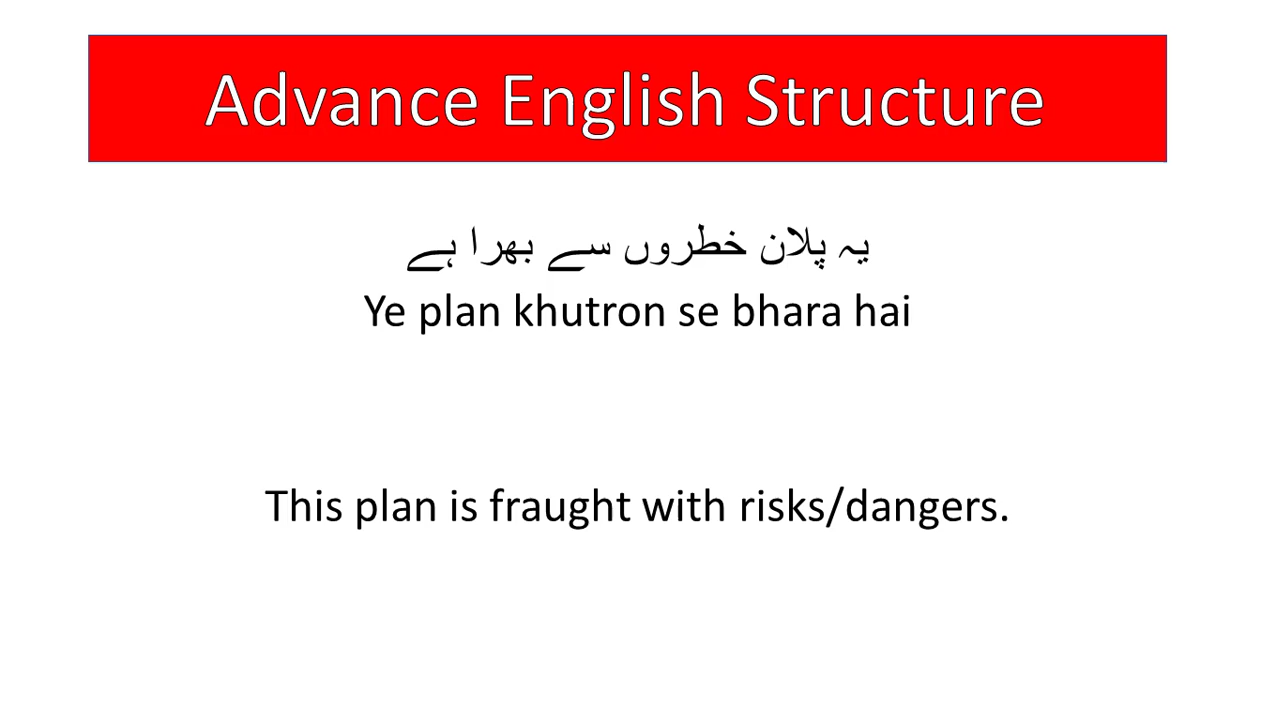 Advance English Structure
یہ پلان خطروں سے بھرا ہے
Ye plan khutron se bhara hai
This plan is fraught with risks/dangers.